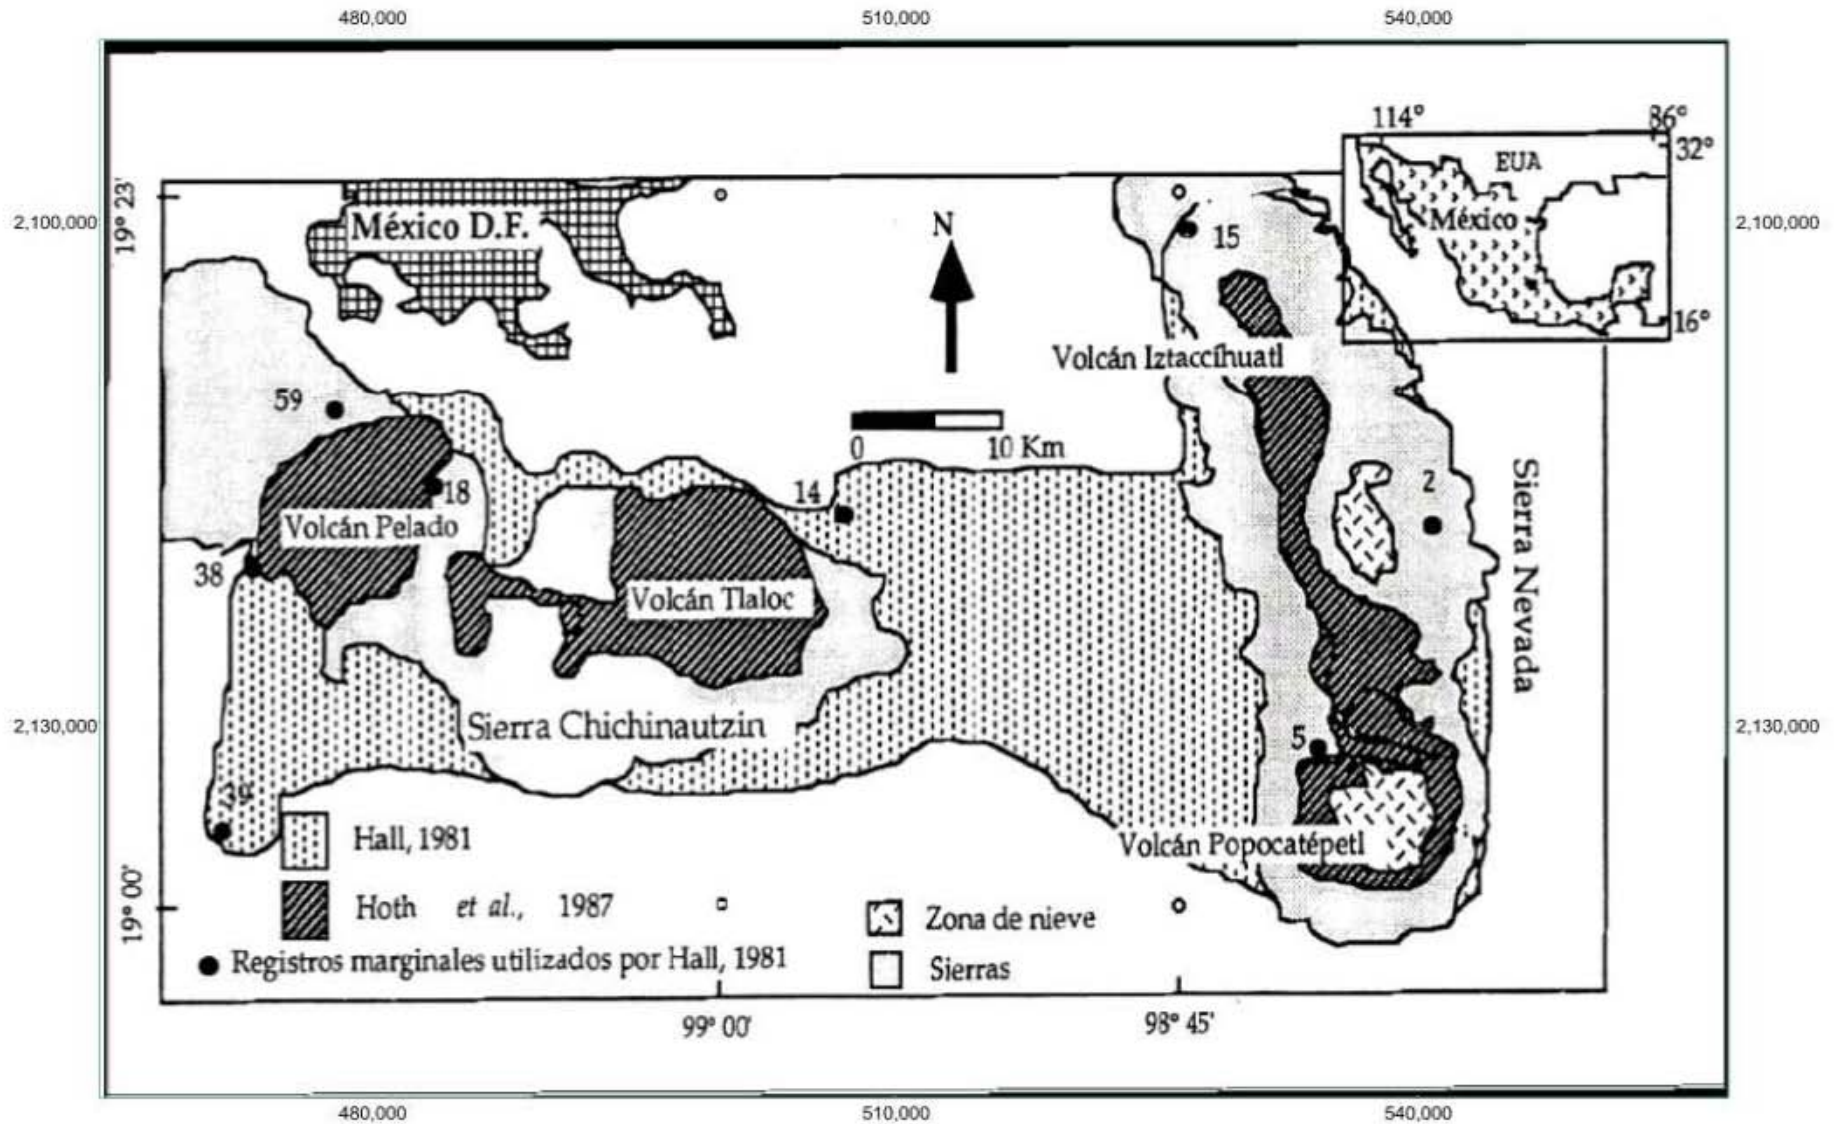 480,000
510,000
540,000
114°
86°
32°
EUA
México
16°
19° 23'
2,100,000
2,100,000
México D.F.
N
15
Volcán Iztaccíhuatl
59
0
10 Km
18
14
2
Volcán Pelado
38
Sierra Nevada
Volcán Tlaloc
Sierra Chichinautzin
2,130,000
2,130,000
5
39
Hall, 1981
Volcán Popocatépetl
19° 00'
Hoth et al., 1987
Zona de nieve
Registros marginales utilizados por Hall, 1981
Sierras
99° 00'
98° 45'
480,000
510,000
540,000